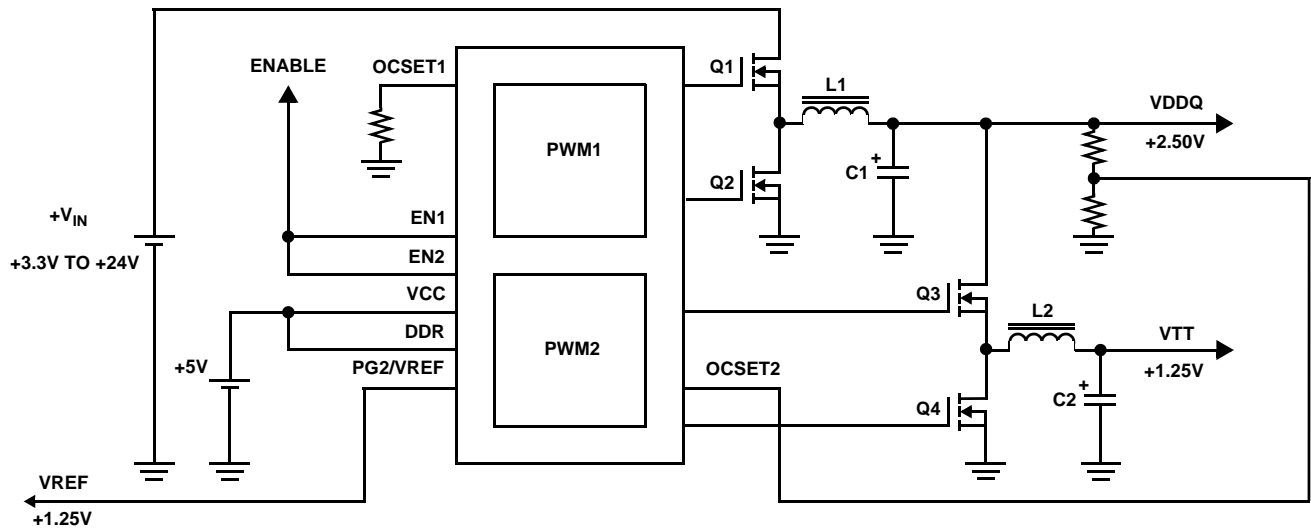 ENABLE
OCSET1
Q1
L1
VDDQ
+2.50V
PWM1
Q2
C1
+
+VIN
+3.3V TO +24V
EN1
EN2
VCC
DDR
PG2/VREF
+5V
PWM2
OCSET2
Q3
L2
VTT
+1.25V
Q4
C2
+
VREF
+1.25V